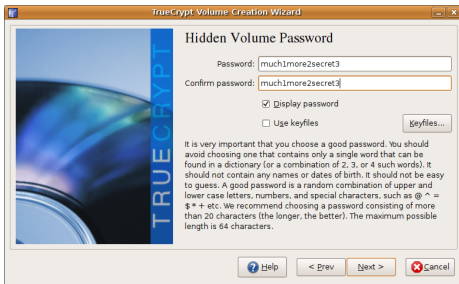 TrueCrypt Volume Creation Wizard
TRUECRYPT
Hidden Volume Password
Password: much1more2secret3
Confirm password: much1more2secret3
Display password
Use keyfiles
Keyfiles...
It is very important that you choose a good password. You should
avoid choosing one that contains only a single word that can be
found in a dictionary (or a combination of 2, 3, or 4 such words). It
should not contain any names or dates of birth. It should not be easy
to guess. A good password is a random combination of upper and
lower case letters, numbers, and special characters, such as @ ^ =
$ * + etc. We recommend choosing a password consisting of more
than 20 characters (the longer, the better). The maximum possible
length is 64 characters.
Help
< Prev
Next >
Cancel